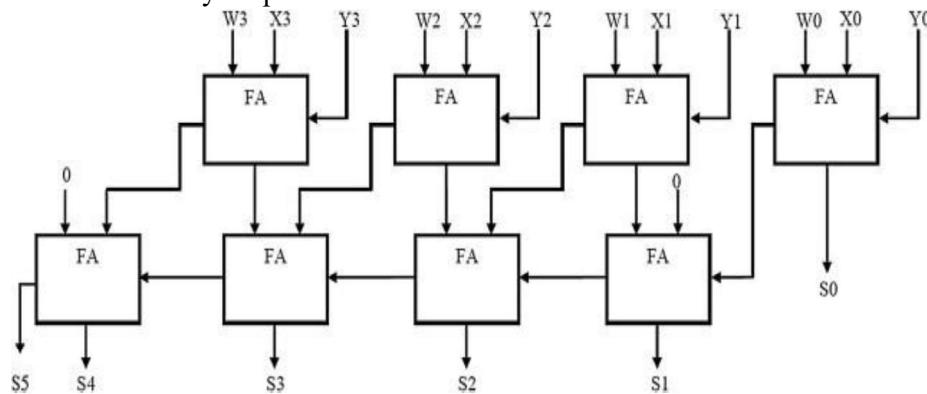 W3 X3 Y3 W2 X2 Y2 W1 X1 Y1 W0 X0 Y0
FA FA FA FA
0 0
FA FA FA FA
S0
S5 S4 S3 S2 S1